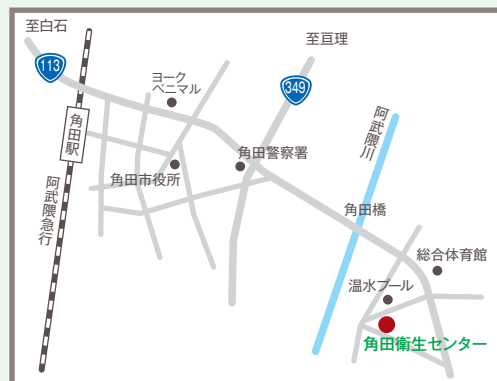 至白石
113
至亘理
ヨーク
ベニマル
349
阿武隈川
角田駅
角田警察署
角田市役所
阿武隈急行
角田橋
総合体育館
温水プール
角田衛生センター